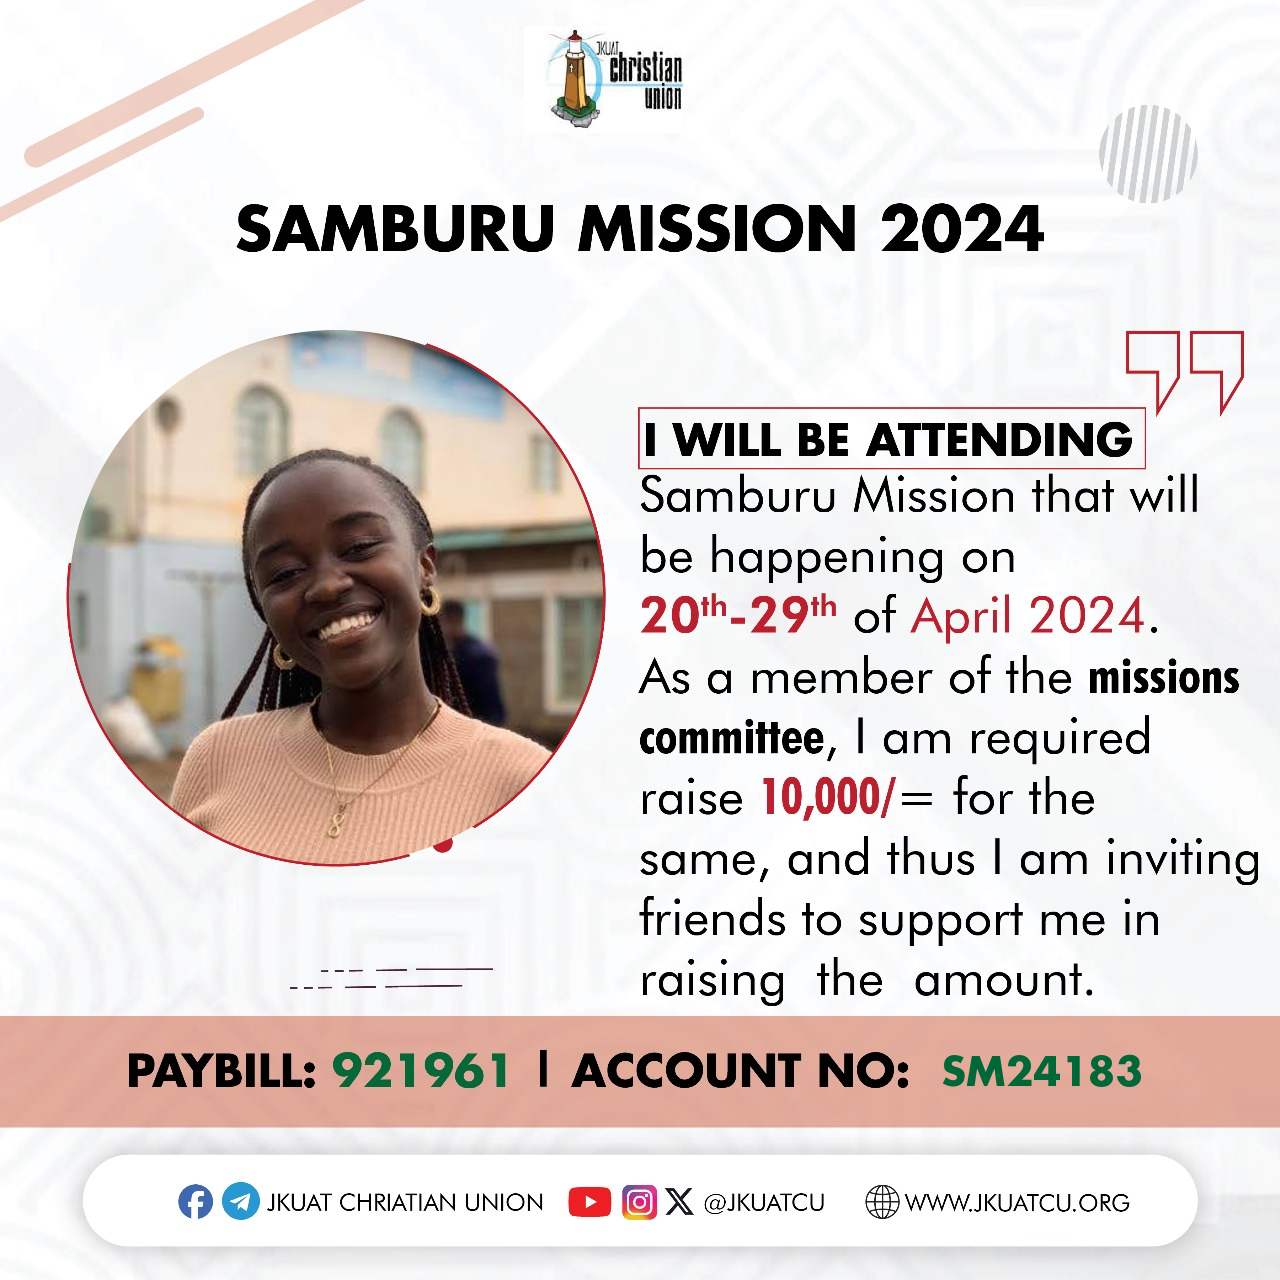 JKUAT
christian
union
SAMBURU MISSION 2024
I WILL BE ATTENDING
Samburu Mission that will
be happening on
20th-29th of April 2024.
As a member of the missions
committee, I am required
raise 10,000/= for the
same, and thus I am inviting
friends to support me in
raising the amount.
PAYBILL: 921961 | ACCOUNT NO: SM24183
JKUAT CHRIATIAN UNION @JKUATCU WWW.JKUATCU.ORG